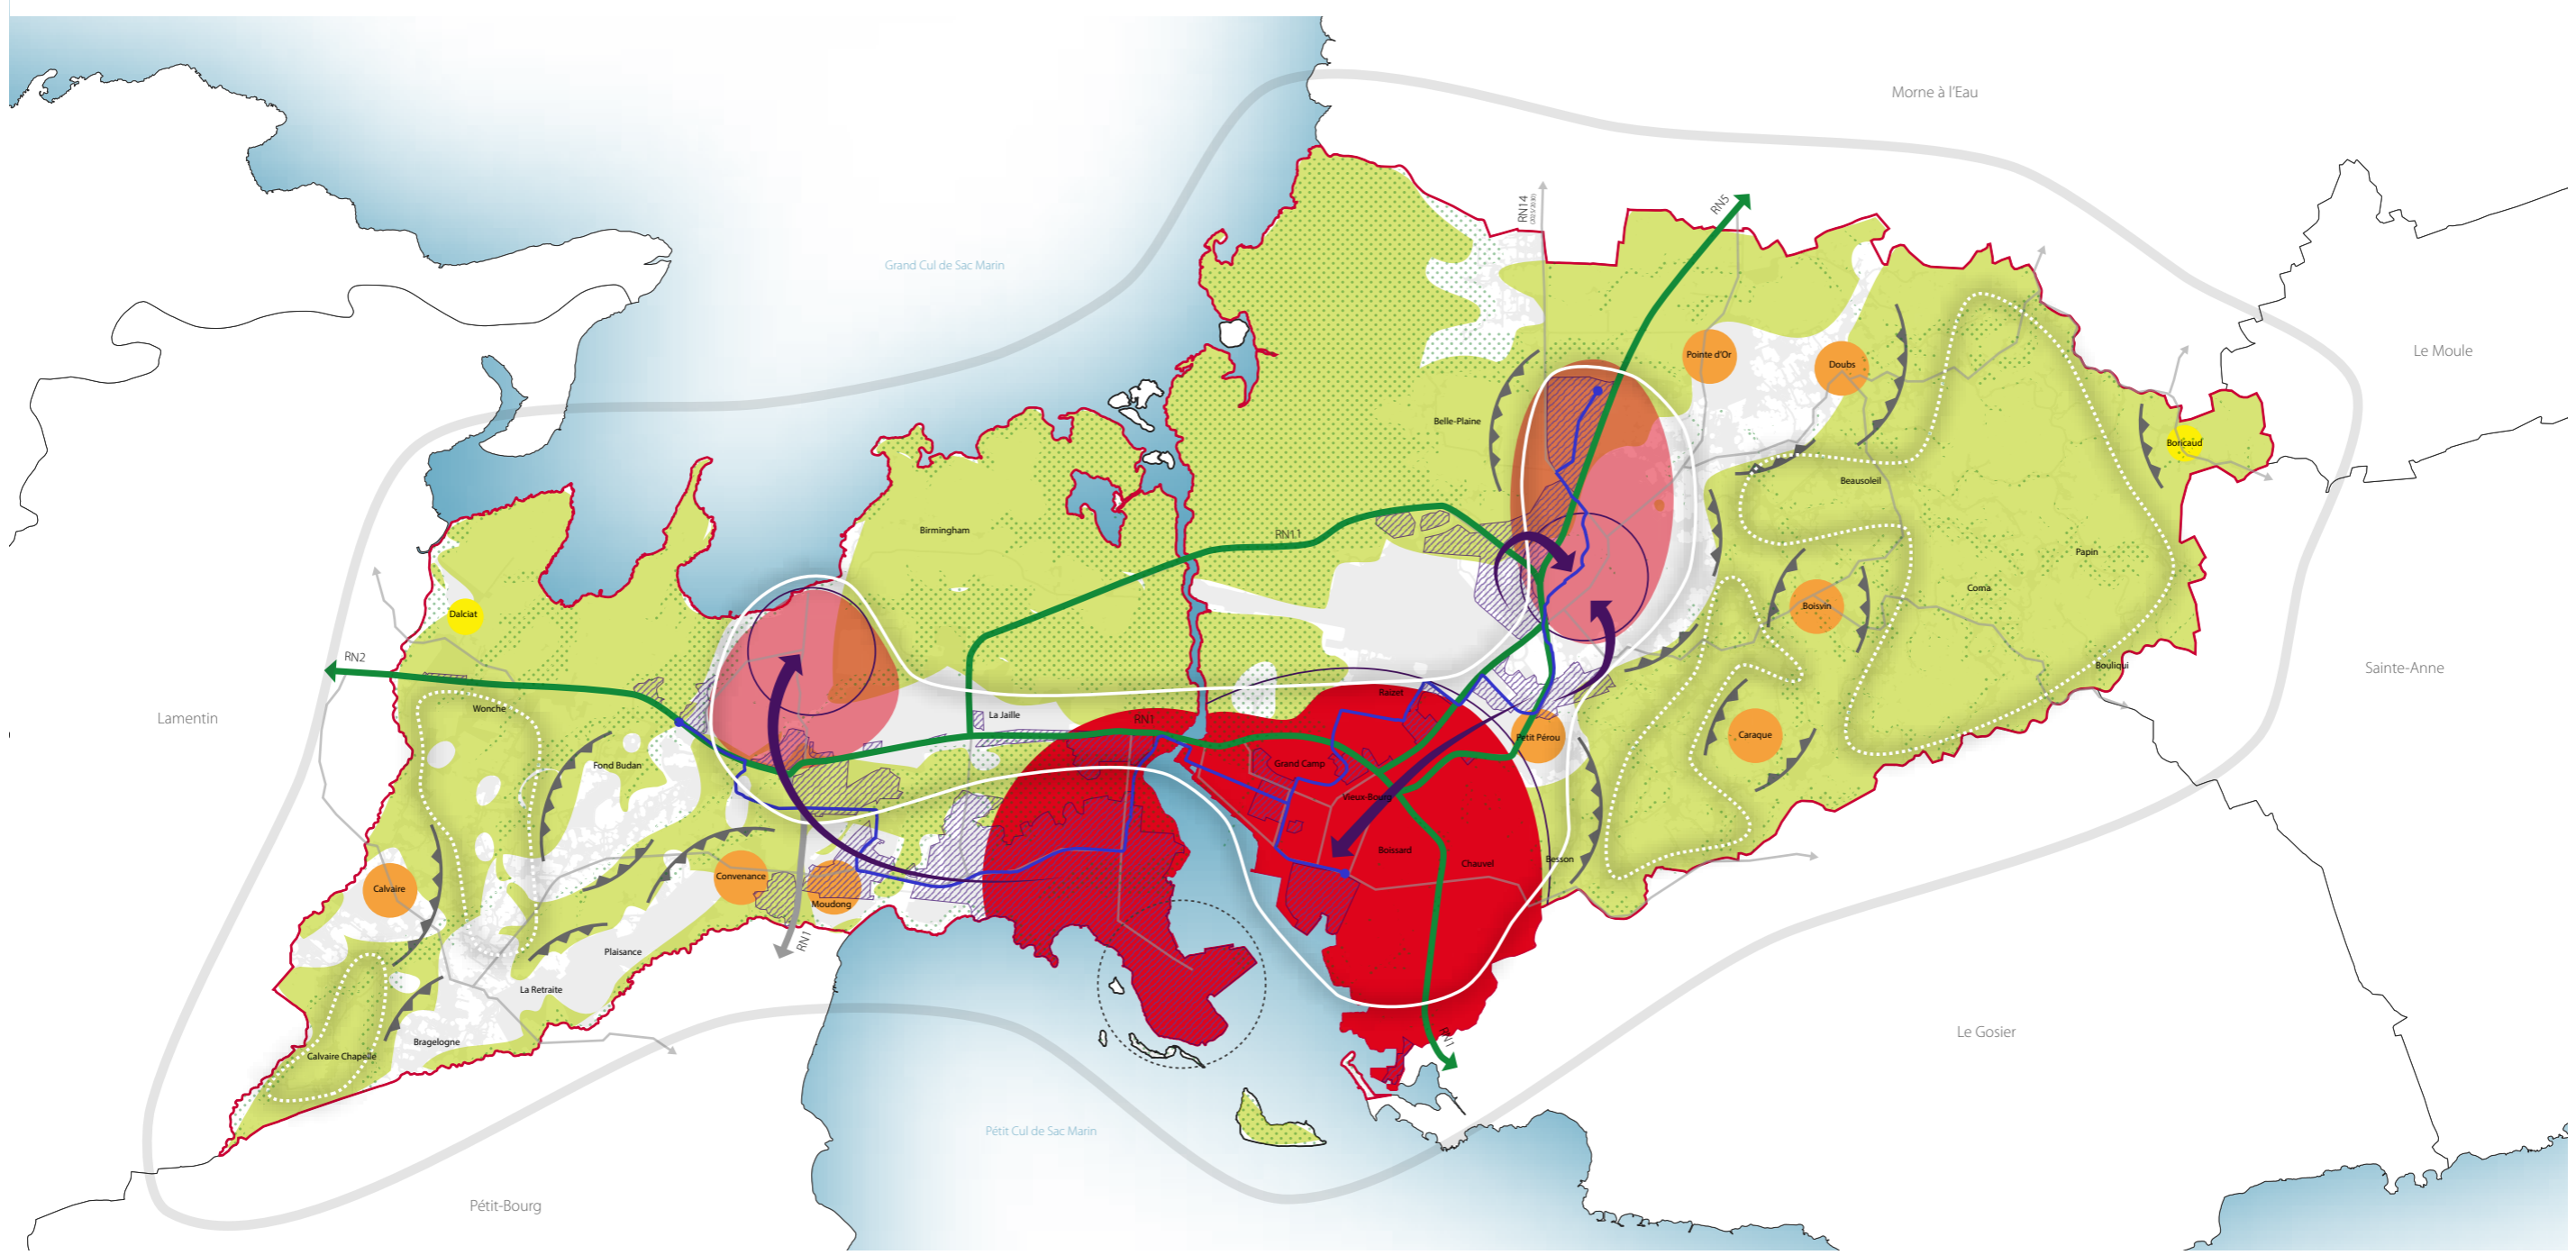 Morne à l'Eau
RN14
(2025/2030)
RN5
Grand Cul de Sac Marin
Le Moule
Pointe d'Or
Doubs
Belle-Plaine
Boricaud
Beausoleil
Birmingham
RN11
Papin
Coma
Boisvin
Dalciat
RN2
Bouliqui
Sainte-Anne
Lamentin
Wonche
La Jaille
RN1
Raizet
Caraque
Petit Pérou
Fond Budan
Grand Camp
Vieux-Bourg
Boissard
Chauvel
Besson
Convenance
Calvaire
Moudong
RN1
Plaisance
La Retraite
Bragelogne
Calvaire Chapelle
RN1
Le Gosier
Pétit Cul de Sac Marin
Pétit-Bourg